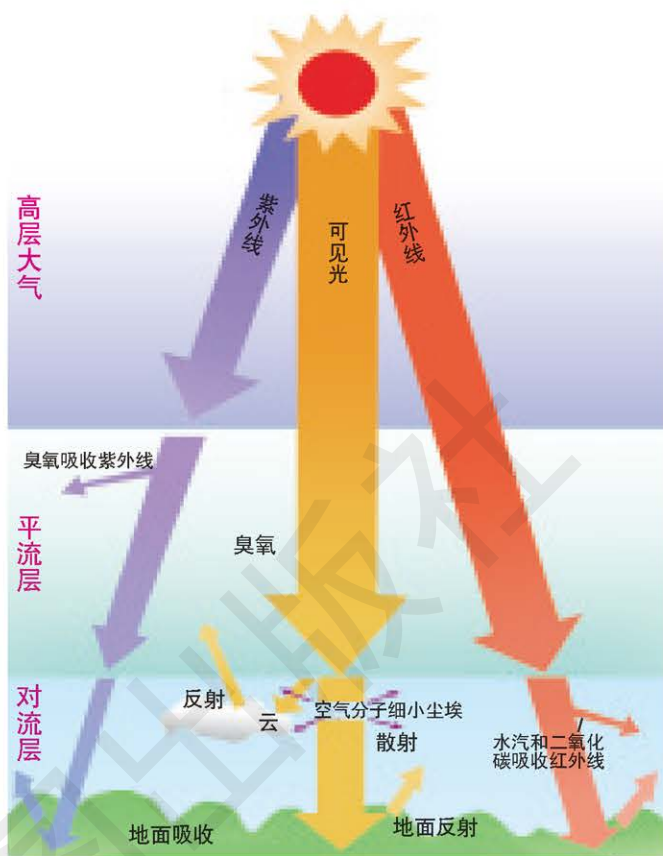 高层大气
紫外线
可见光
红外线
臭氧吸收紫外线
平流层
臭氧
对流层
反射
云
空气分子细小尘埃
散射
水汽和二氧化
碳吸收红外线
地面吸收
地面反射
出版社